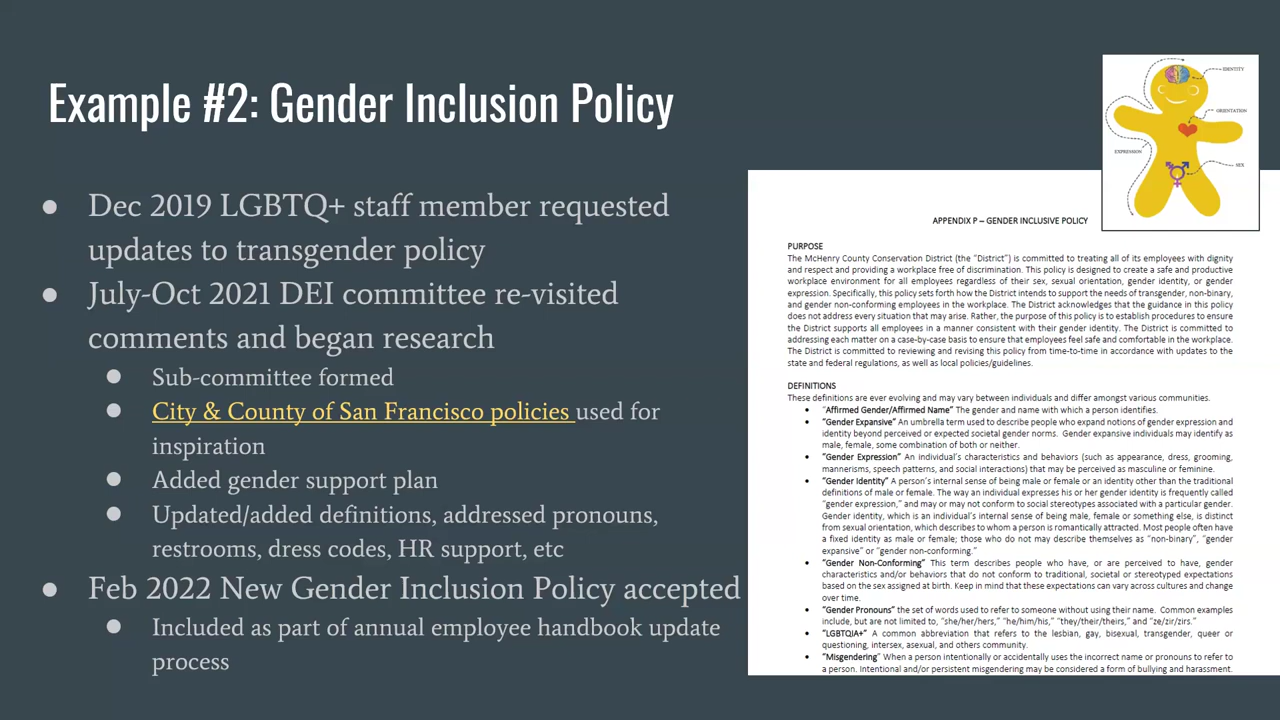 Example #2: Gender Inclusion Policy
● Dec 2019 LGBTQ+ staff member requested
updates to transgender policy
● July-Oct 2021 DEI committee re-visited
comments and began research
● Sub-committee formed
● City & County of San Francisco policies used for
inspiration
● Added gender support plan
● Updated/added definitions, addressed pronouns,
restrooms, dress codes, HR support, etc
● Feb 2022 New Gender Inclusion Policy accepted
● Included as part of annual employee handbook update
process
IDENTITY
ORIENTATION
EXPRESSION
SEX
APPENDIX P – GENDER INCLUSIVE POLICY
PURPOSE
The McHenry County Conservation District (the “District”) is committed to treating all of its employees with dignity
and respect and providing a workplace free of discrimination. This policy is designed to create a safe and productive
workplace environment for all employees regardless of their sex, sexual orientation, gender identity, or gender
expression. Specifically, this policy sets forth how the District intends to support the needs of transgender, non-binary,
and gender non-conforming employees in the workplace. The District acknowledges that the guidance in this policy
does not address every situation that may arise. Rather, the purpose of this policy is to establish procedures to ensure
the District supports all employees in a manner consistent with their gender identity. The District is committed to
addressing each matter on a case-by-case basis to ensure that employees feel safe and comfortable in the workplace.
The District is committed to reviewing and revising this policy from time-to-time in accordance with updates to the
state and federal regulations, as well as local policies/guidelines.
DEFINITIONS
These definitions are ever evolving and may vary between individuals and differ amongst various communities.
• “Affirmed Gender/Affirmed Name” The gender and name with which a person identifies.
• “Gender Expansive” An umbrella term used to describe people who expand notions of gender expression and
identity beyond perceived or expected societal gender norms. Gender expansive individuals may identify as
male, female, some combination of both or neither.
• “Gender Expression” An individual’s characteristics and behaviors (such as appearance, dress, grooming,
mannerisms, speech patterns, and social interactions) that may be perceived as masculine or feminine.
• “Gender Identity” A person’s internal sense of being male or female or an identity other than the traditional
definitions of male or female. The way an individual expresses his or her gender identity is frequently called
“gender expression,” and may or may not conform to social stereotypes associated with a particular gender.
Gender identity, which is an individual’s internal sense of being male, female or something else, is distinct
from sexual orientation, which describes to whom a person is romantically attracted. Most people often have
a fixed identity as male or female; those who do not may describe themselves as “non-binary”, “gender
expansive” or “gender non-conforming.”
• “Gender Non-Conforming” This term describes people who have, or are perceived to have, gender
characteristics and/or behaviors that do not conform to traditional, societal or stereotyped expectations
based on the sex assigned at birth. Keep in mind that these expectations can vary across cultures and change
over time.
• “Gender Pronouns” the set of words used to refer to someone without using their name. Common examples
include, but are not limited to, “she/her/hers,” “he/him/his,” “they/their/theirs,” and “ze/zir/zirs.”
• “LGBTQIA+” A common abbreviation that refers to the lesbian, gay, bisexual, transgender, queer or
questioning, intersex, asexual, and others community.
• “Misgendering” When a person intentionally or accidentally uses the incorrect name or pronouns to refer to
a person. Intentional and/or persistent misgendering may be considered a form of bullying and harassment.